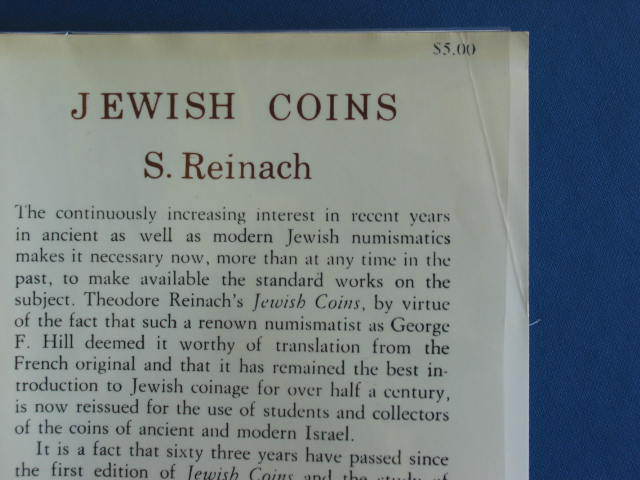 $5.00
JEWISH COINS
S. Reinach
The continuously increasing interest in recent years
in ancient as well as modern Jewish numismatics
makes it necessary now, more than at any time in the
past, to make available the standard works on the
subject. Theodore Reinach's Jewish Coins, by virtue
of the fact that such a renown numismatist as George
F. Hill deemed it worthy of translation from the
French original and that it has remained the best in-
troduction to Jewish coinage for over half a century,
is now reissued for the use of students and collectors
of the coins of ancient and modern Israel.
It is a fact that sixty three years have passed since
the first edition of Jewish Coins and the study of